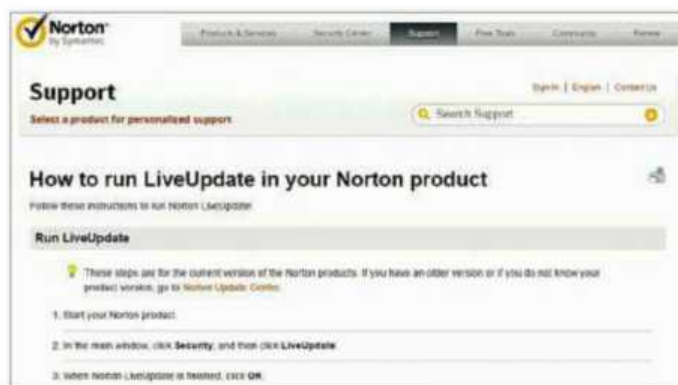 Norton
by Symantec
Products & Services Security Center Support Free Tools Community Renew
Support
Sign In | English | Contact Us
Select a product for personalized support
Search Support
How to run LiveUpdate in your Norton product
Follow these instructions to run Norton LiveUpdate
Run LiveUpdate
These steps are for the current version of the Norton products. If you have an older version or if you do not know your
product version, go to Norton Update Center.
1. Start your Norton product.
2. In the main window, click Security, and then click LiveUpdate
3. When Norton LiveUpdate is finished, click OK.